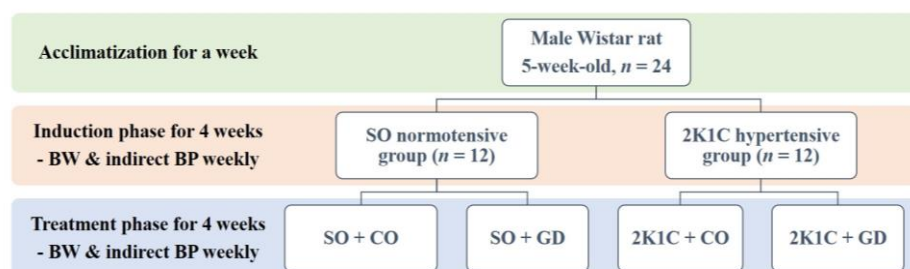 Acclimatization for a week
Male Wistar rat
5-week-old, n = 24
Induction phase for 4 weeks
- BW & indirect BP weekly
SO normotensive
group (n = 12)
2K1C hypertensive
group (n = 12)
Treatment phase for 4 weeks
- BW & indirect BP weekly
SO + CO
SO + GD
2K1C + CO
2K1C + GD